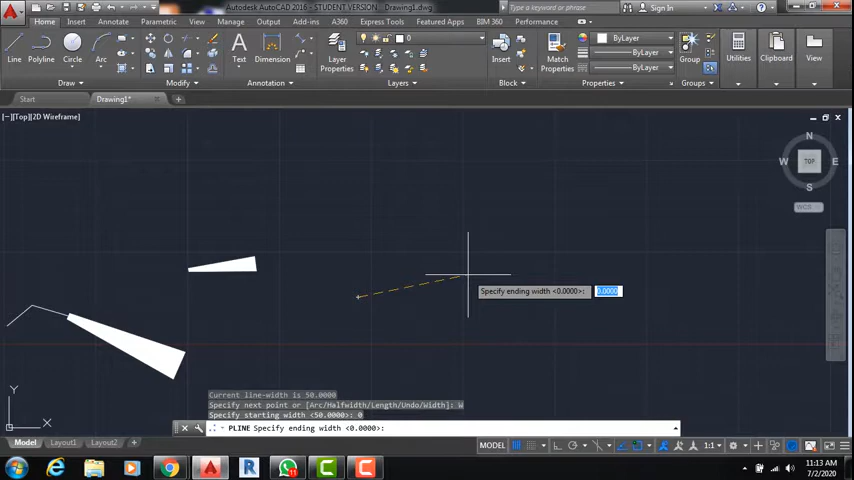 Autodesk AutoCAD 2016 - STUDENT VERSION Drawing1.dwg
Type a keyword or phrase
Sign In
Home Insert Annotate Parametric View Manage Output Add-ins A360 Express Tools Featured Apps BIM 360 Performance
Line Polyline Circle Arc Text Dimension Layer Properties Insert Match Properties Group Utilities Clipboard View
0
ByLayer
ByLayer
ByLayer
Draw Modify Annotation Layers Block Properties Groups
Start Drawing1*
[−][Top][2D Wireframe]
N
W TOP E
S
WCS
Specify ending width <0.0000>: 0.0000
Current line-width is 50.0000
Specify next point or [Arc/Halfwidth/Length/Undo/Width]: W
Specify starting width <50.0000>: 0
PLINE Specify ending width <0.0000>:
Y
X
Model Layout1 Layout2
MODEL 1:1
11:13 AM
7/2/2020